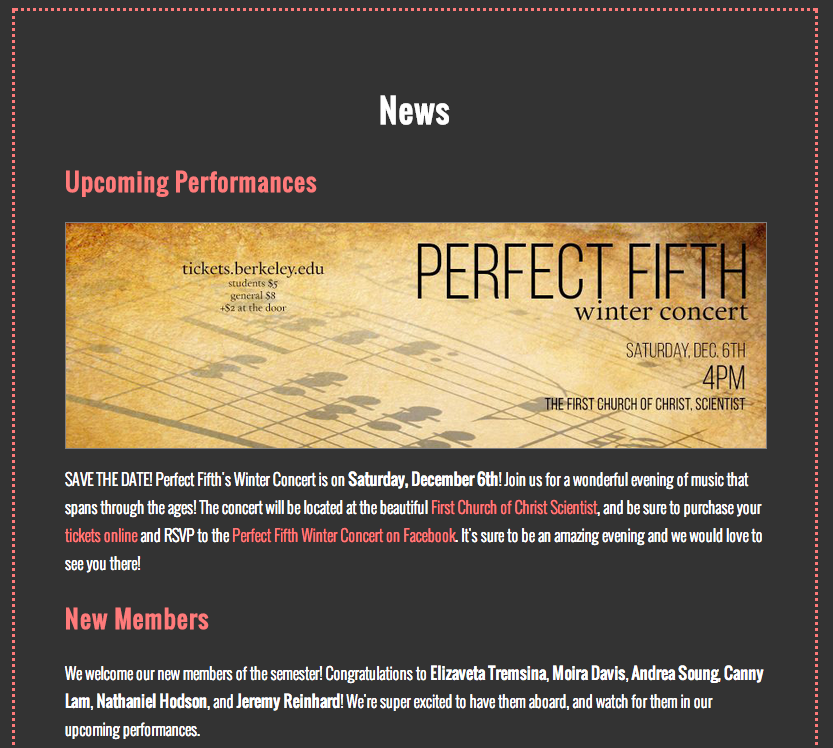 News
Upcoming Performances
tickets.berkeley.edu
students $5
general $8
+$2 at the door
PERFECT FIFTH
winter concert
SATURDAY, DEC. 6TH
4PM
THE FIRST CHURCH OF CHRIST, SCIENTIST
SAVE THE DATE! Perfect Fifth's Winter Concert is on Saturday, December 6th! Join us for a wonderful evening of music that
spans through the ages! The concert will be located at the beautiful First Church of Christ Scientist, and be sure to purchase your
tickets online and RSVP to the Perfect Fifth Winter Concert on Facebook. It's sure to be an amazing evening and we would love to
see you there!
New Members
We welcome our new members of the semester! Congratulations to Elizaveta Tremsina, Moira Davis, Andrea Soung, Canny
Lam, Nathaniel Hodson, and Jeremy Reinhard! We're super excited to have them aboard, and watch for them in our
upcoming performances.